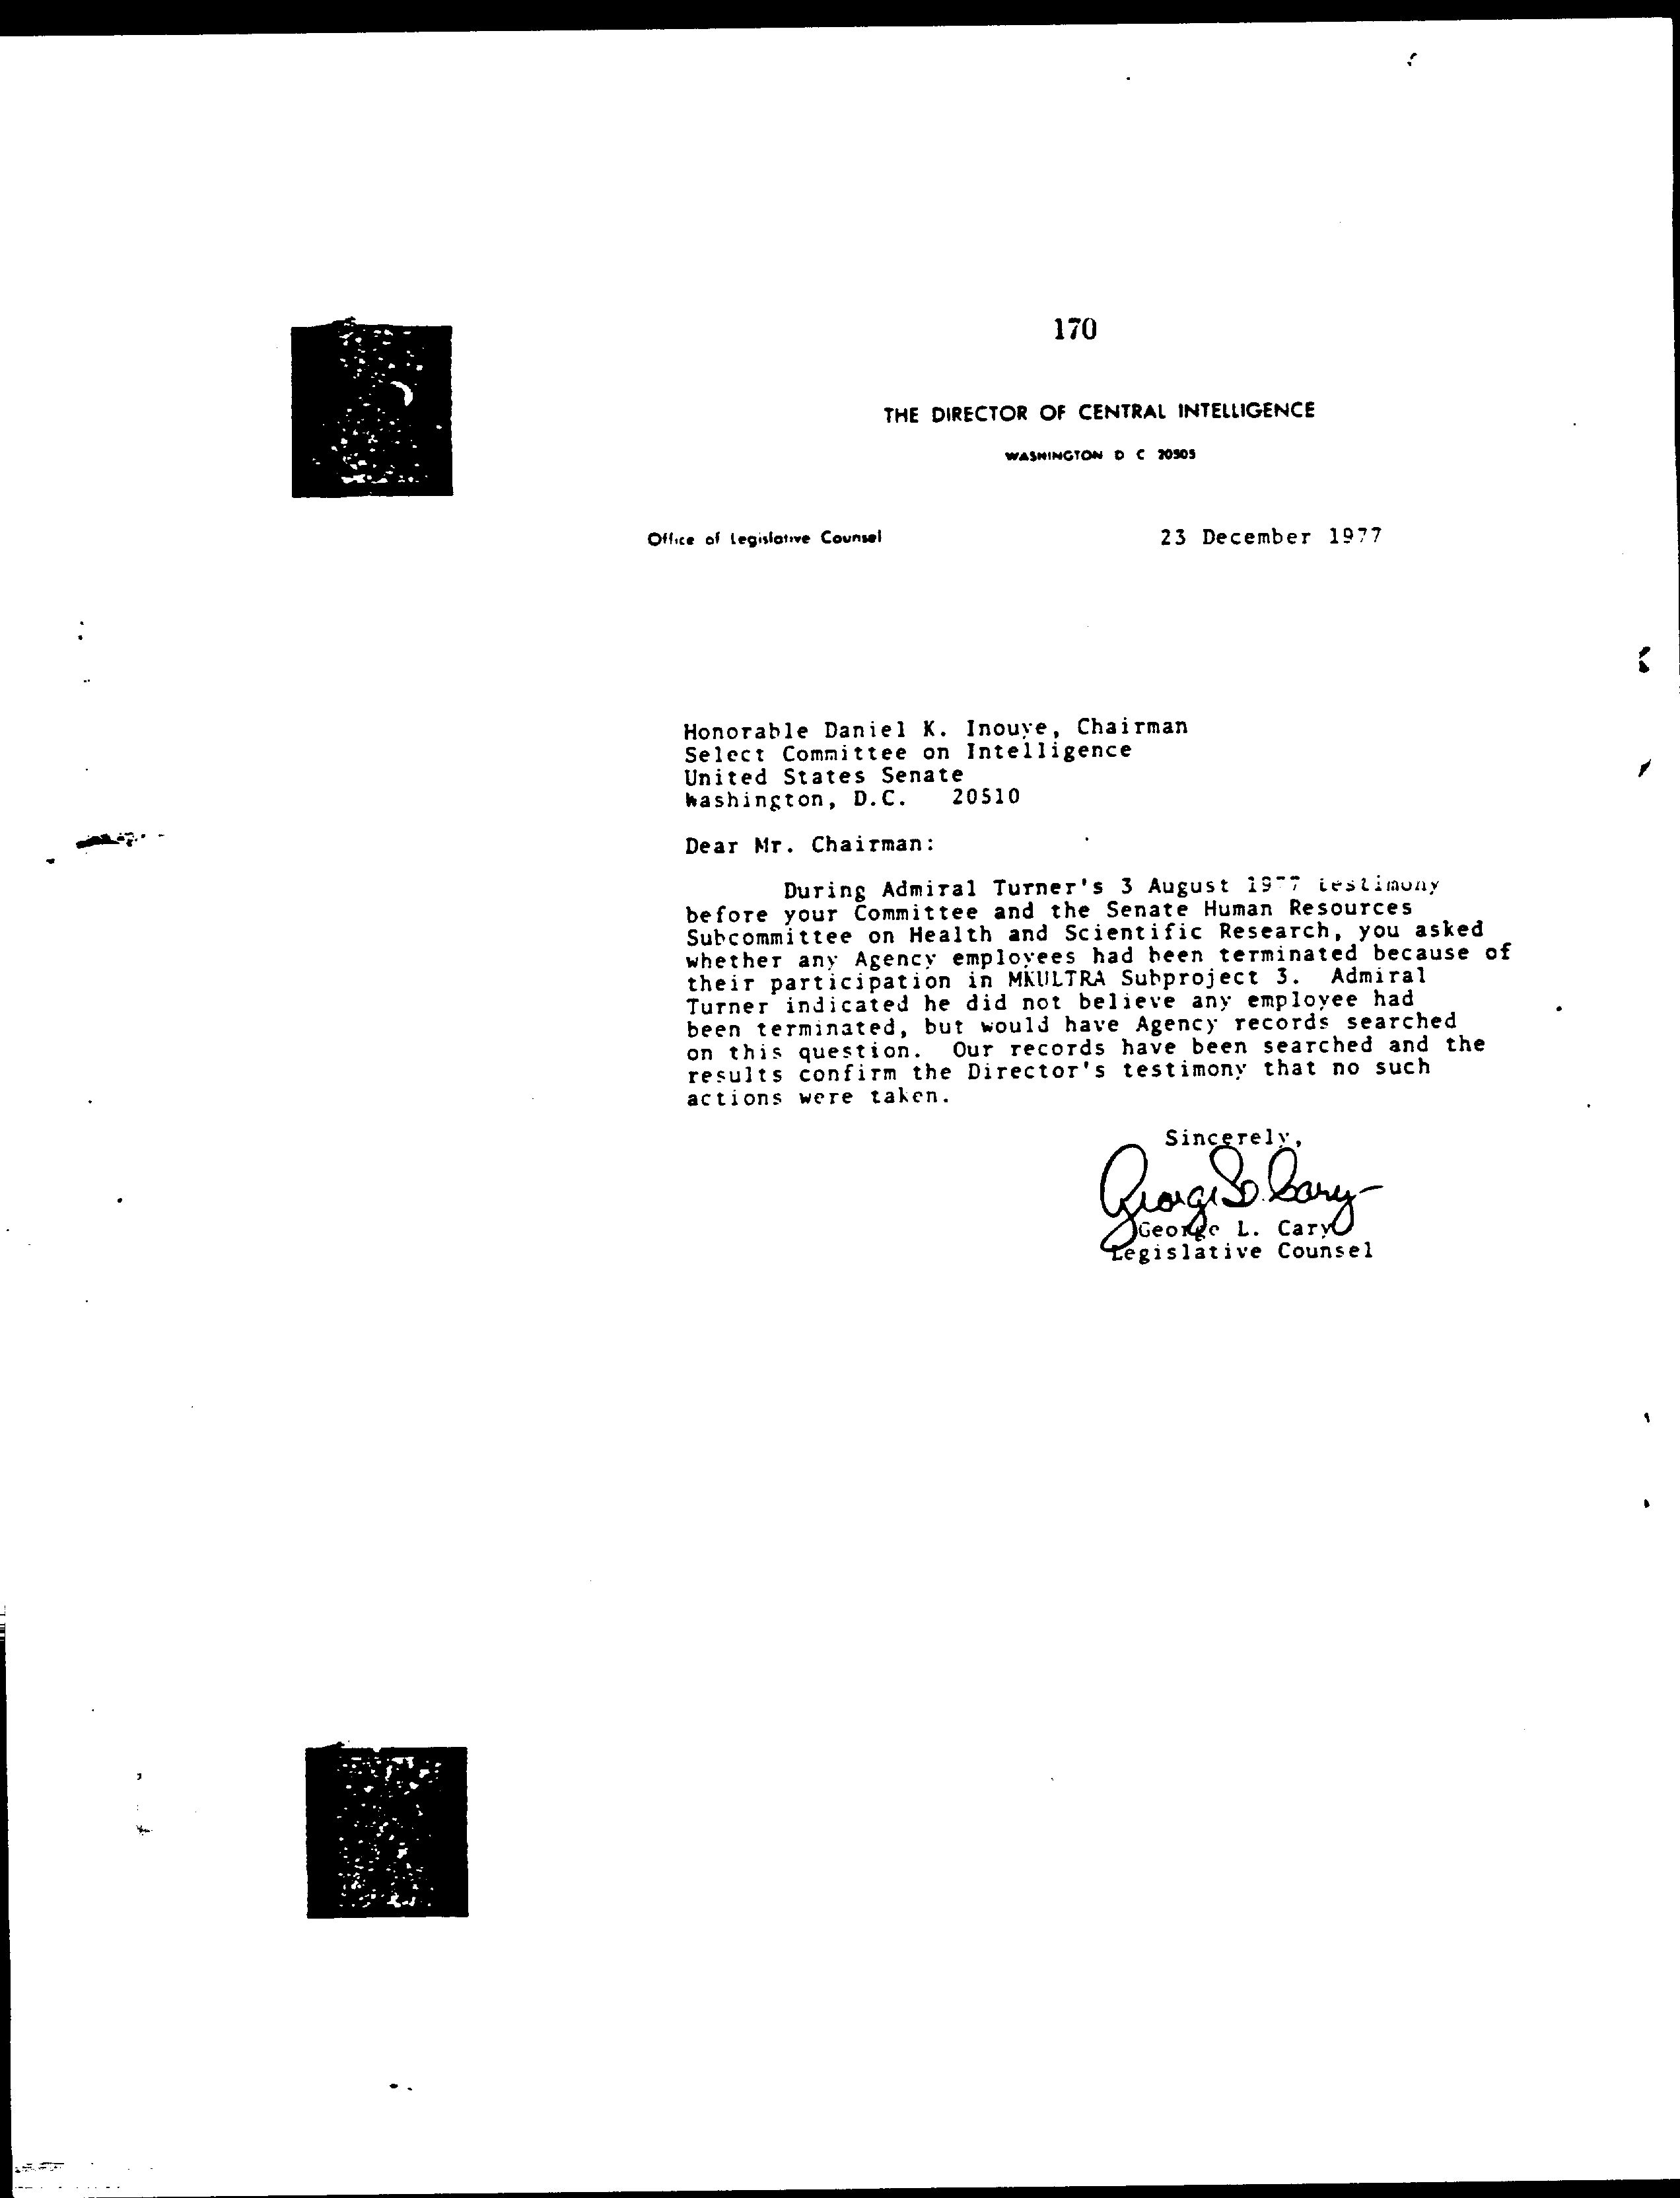 170
THE DIRECTOR OF CENTRAL INTELLIGENCE
WASHINGTON D C 20505
Office of Legislative Counsel
23 December 1977
Honorable Daniel K. Inouye, Chairman
Select Committee on Intelligence
United States Senate
Washington, D.C. 20510
Dear Mr. Chairman:
During Admiral Turner's 3 August 1977 testimony
before your Committee and the Senate Human Resources
Subcommittee on Health and Scientific Research, you asked
whether any Agency employees had been terminated because of
their participation in MKULTRA Subproject 3. Admiral
Turner indicated he did not believe any employee had
been terminated, but would have Agency records searched
on this question. Our records have been searched and the
results confirm the Director's testimony that no such
actions were taken.
Sincerely,
George L. Cary
George L. Cary
Legislative Counsel